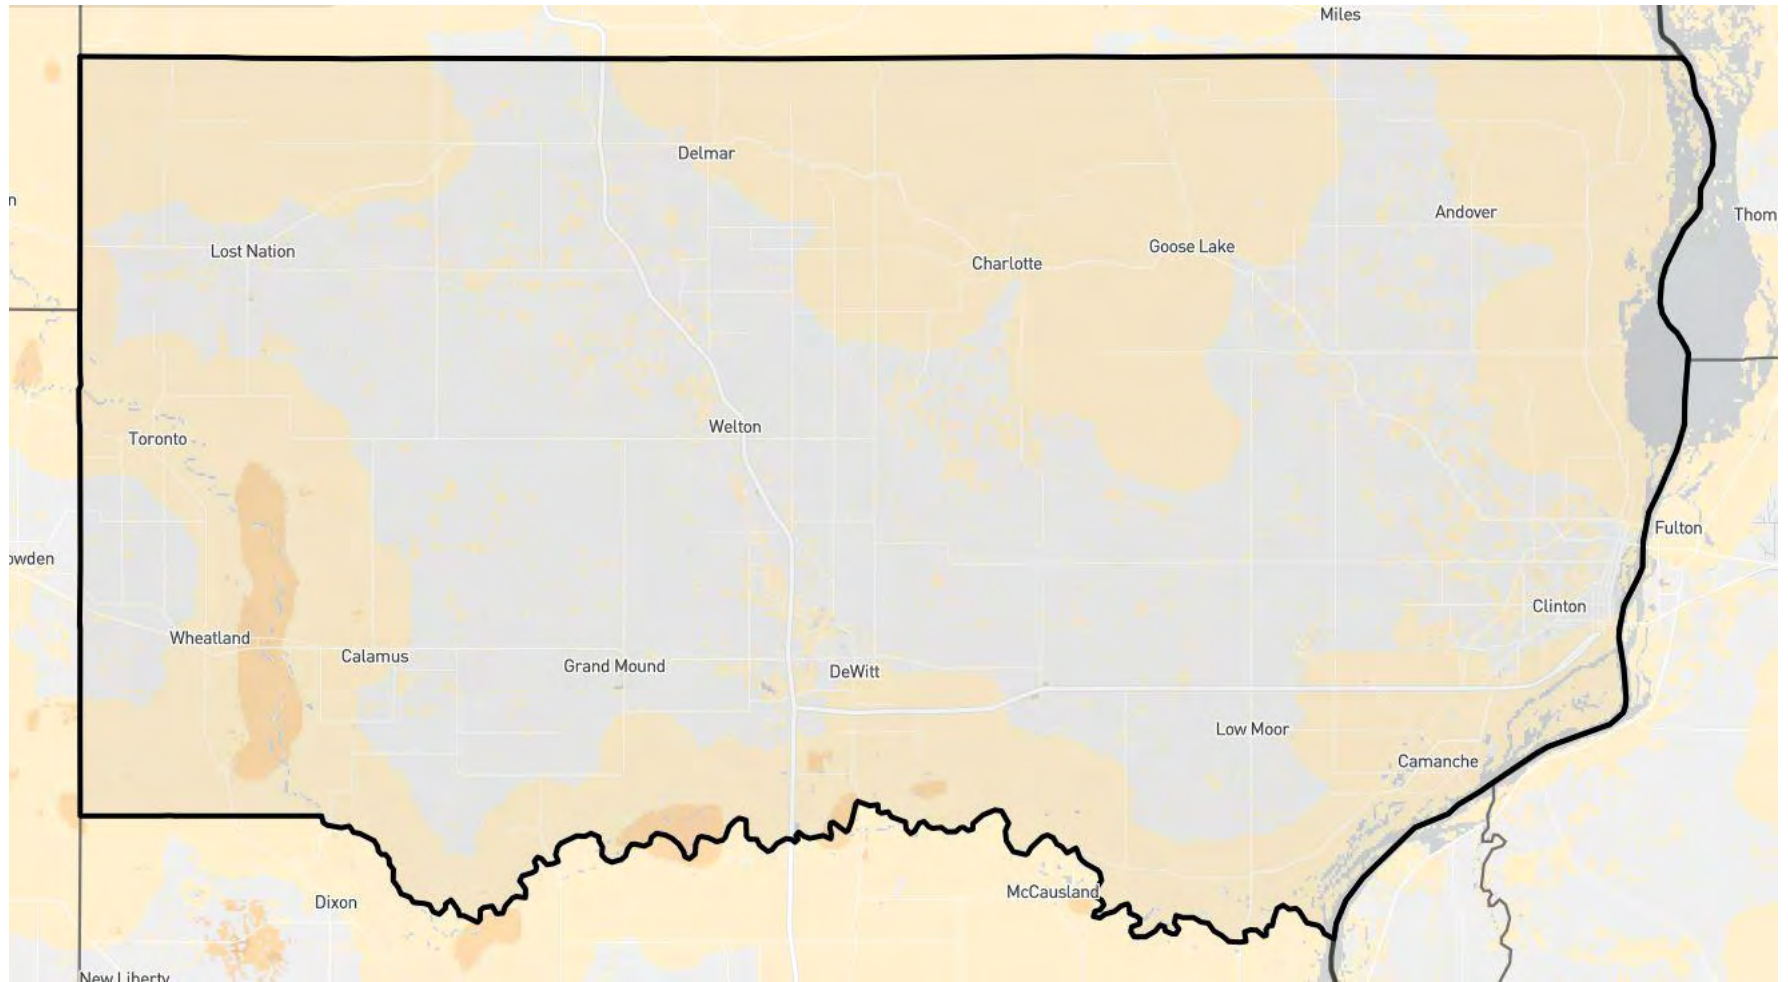 Miles
Delmar
n
Andover
Thom
Goose Lake
Lost Nation
Charlotte
Welton
Toronto
Fulton
owden
Clinton
Wheatland
Calamus
Grand Mound
DeWitt
Low Moor
Camanche
McCausland
Dixon
New Liberty